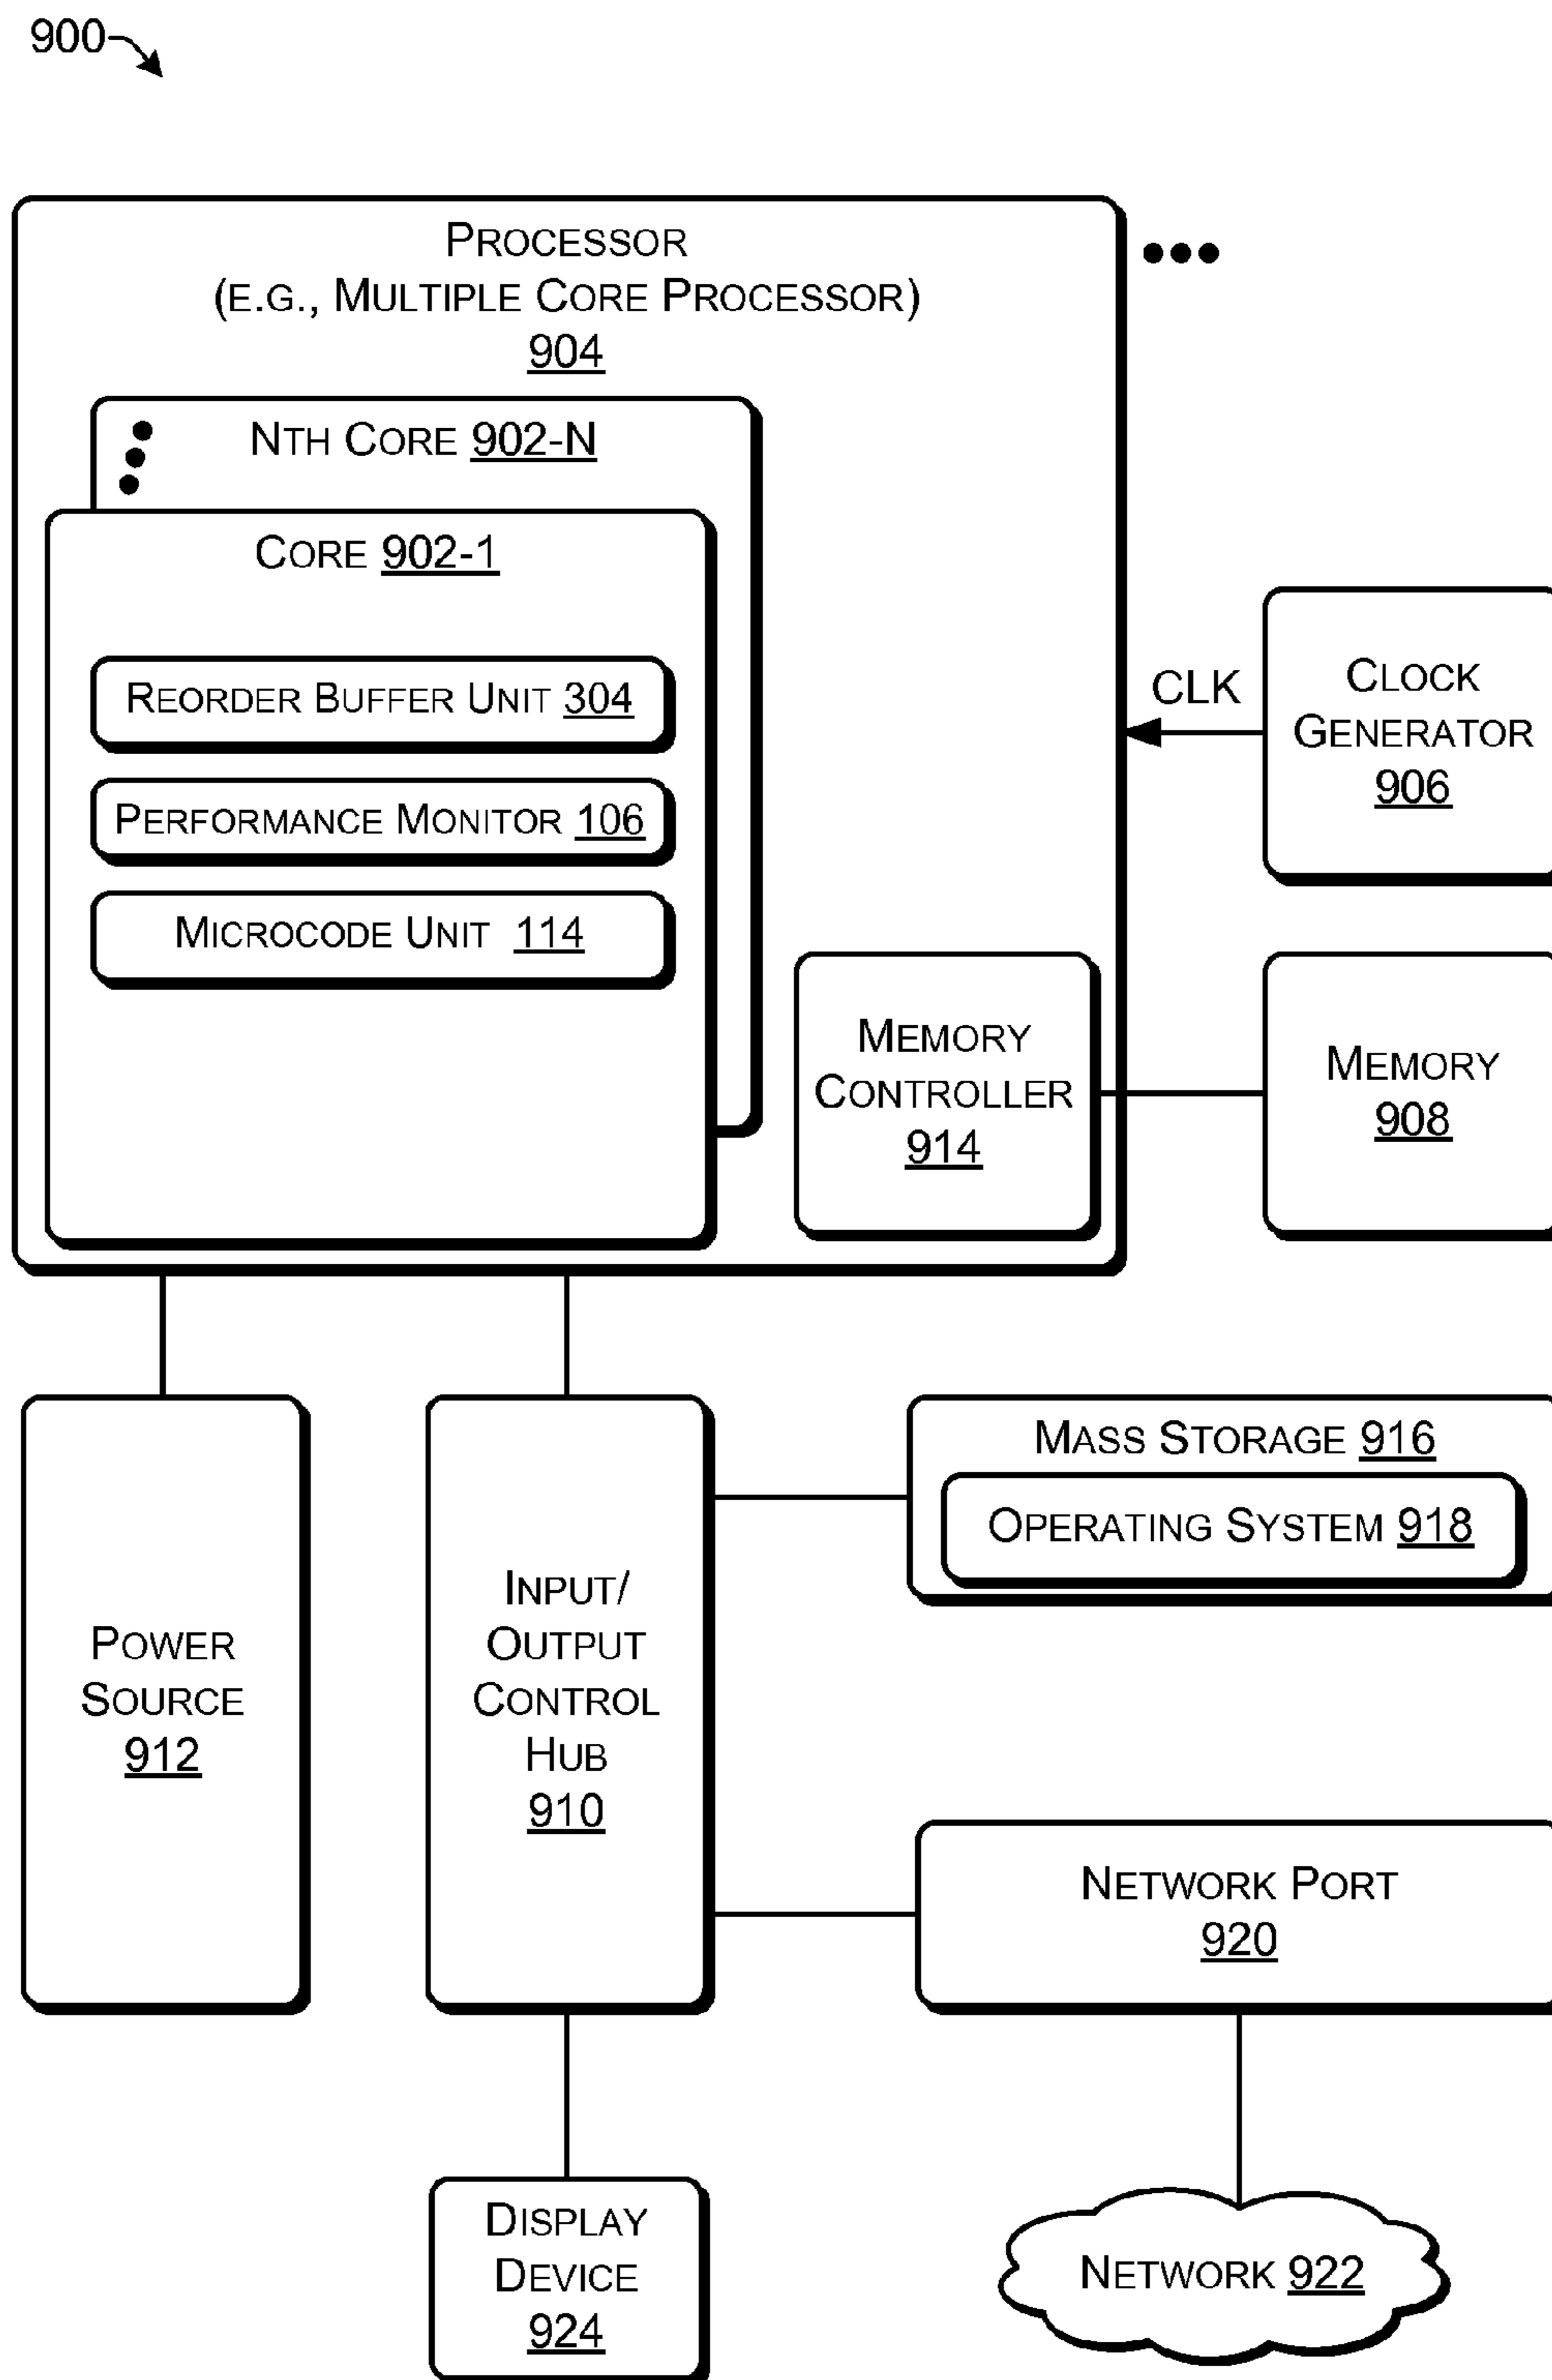 900
PROCESSOR
(E.G., MULTIPLE CORE PROCESSOR)
904
NTH CORE 902-N
CORE 902-1
REORDER BUFFER UNIT 304
PERFORMANCE MONITOR 106
MICROCODE UNIT 114
MEMORY
CONTROLLER
914
CLK
CLOCK
GENERATOR
906
MEMORY
908
POWER
SOURCE
912
INPUT/
OUTPUT
CONTROL
HUB
910
MASS STORAGE 916
OPERATING SYSTEM 918
NETWORK PORT
920
DISPLAY
DEVICE
924
NETWORK 922